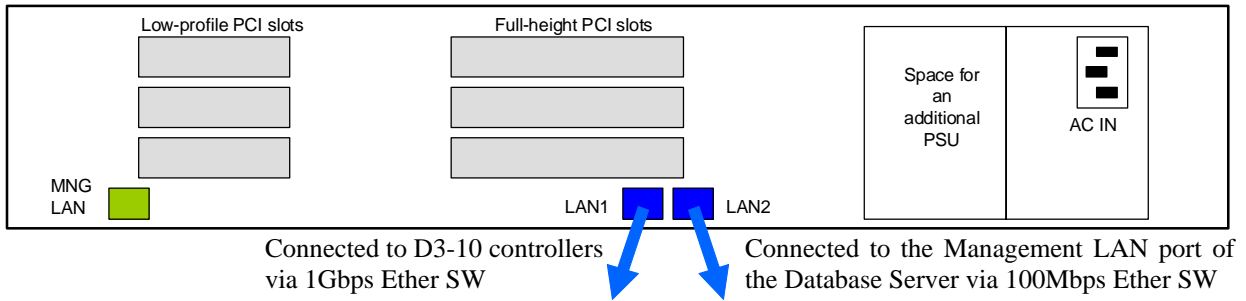 Low-profile PCI slots
Full-height PCI slots
Space for
an
additional
PSU
AC IN
MNG
LAN
LAN1
LAN2
Connected to D3-10 controllers
via 1Gbps Ether SW
Connected to the Management LAN port of
the Database Server via 100Mbps Ether SW